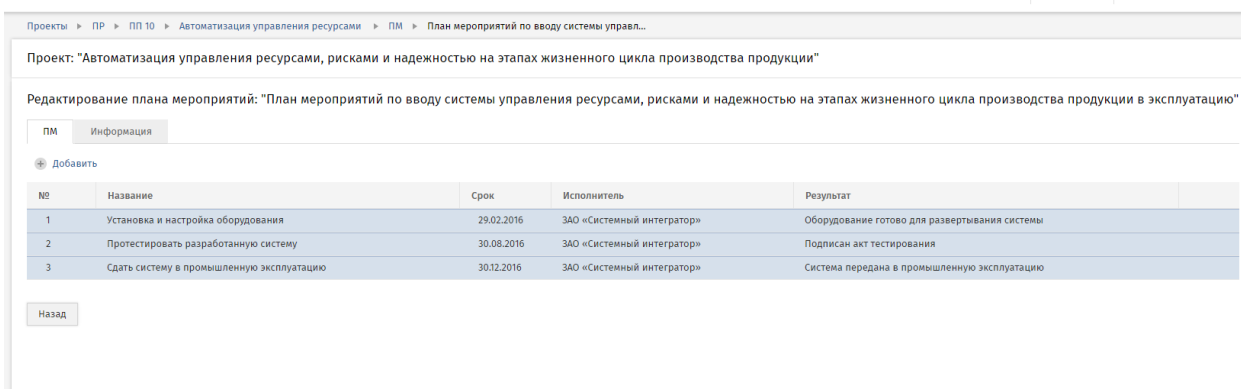 Проекты ▸ ПР ▸ ПП 10 ▸ Автоматизация управления ресурсами ▸ ПМ ▸ План мероприятий по вводу системы управл...
Проект: "Автоматизация управления ресурсами, рисками и надежностью на этапах жизненного цикла производства продукции"
Редактирование плана мероприятий: "План мероприятий по вводу системы управления ресурсами, рисками и надежностью на этапах жизненного цикла производства продукции в эксплуатацию"
ПМ Информация
Добавить
№ Название Срок Исполнитель Результат
1 Установка и настройка оборудования 29.02.2016 ЗАО «Системный интегратор» Оборудование готово для развертывания системы
2 Протестировать разработанную систему 30.08.2016 ЗАО «Системный интегратор» Подписан акт тестирования
3 Сдать систему в промышленную эксплуатацию 30.12.2016 ЗАО «Системный интегратор» Система передана в промышленную эксплуатацию
Назад